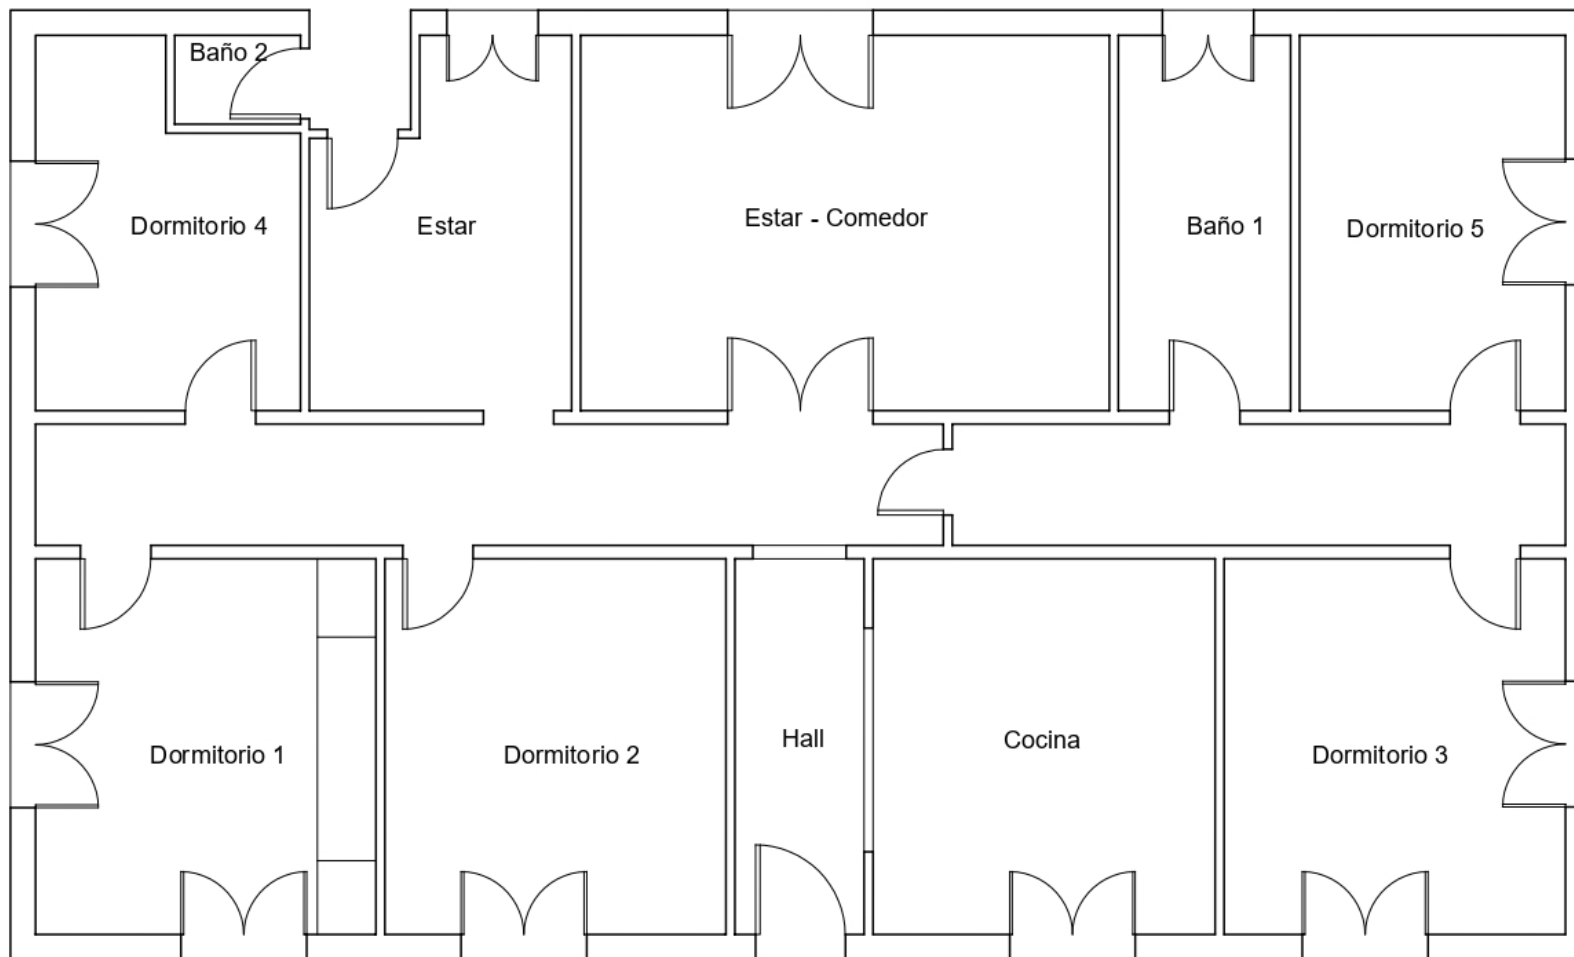 Baño 2
Dormitorio 4
Estar
Estar - Comedor
Baño 1
Dormitorio 5
Dormitorio 1
Dormitorio 2
Hall
Cocina
Dormitorio 3